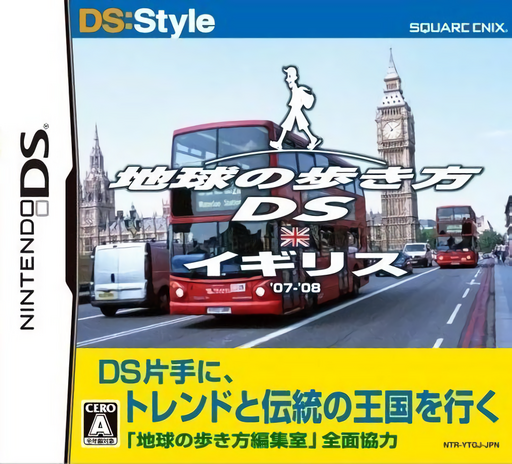 DS:Style
SQUARE ENIX®
NINTENDO DS®
地球の歩き方
DS
イギリス
'07-'08
DS片手に、
トレンドと伝統の王国を行く
「地球の歩き方編集室」全面協力
CERO
A
全年齢対象
NTR-YTGJ-JPN